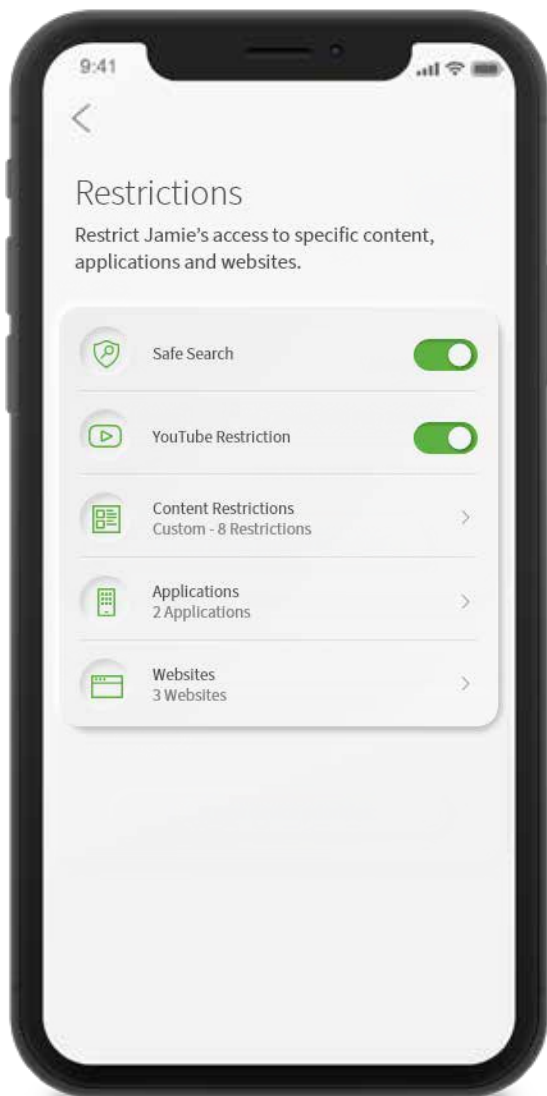 9:41
Restrictions
Restrict Jamie's access to specific content,
applications and websites.
Safe Search
YouTube Restriction
Content Restrictions
Custom - 8 Restrictions
Applications
2 Applications
Websites
3 Websites